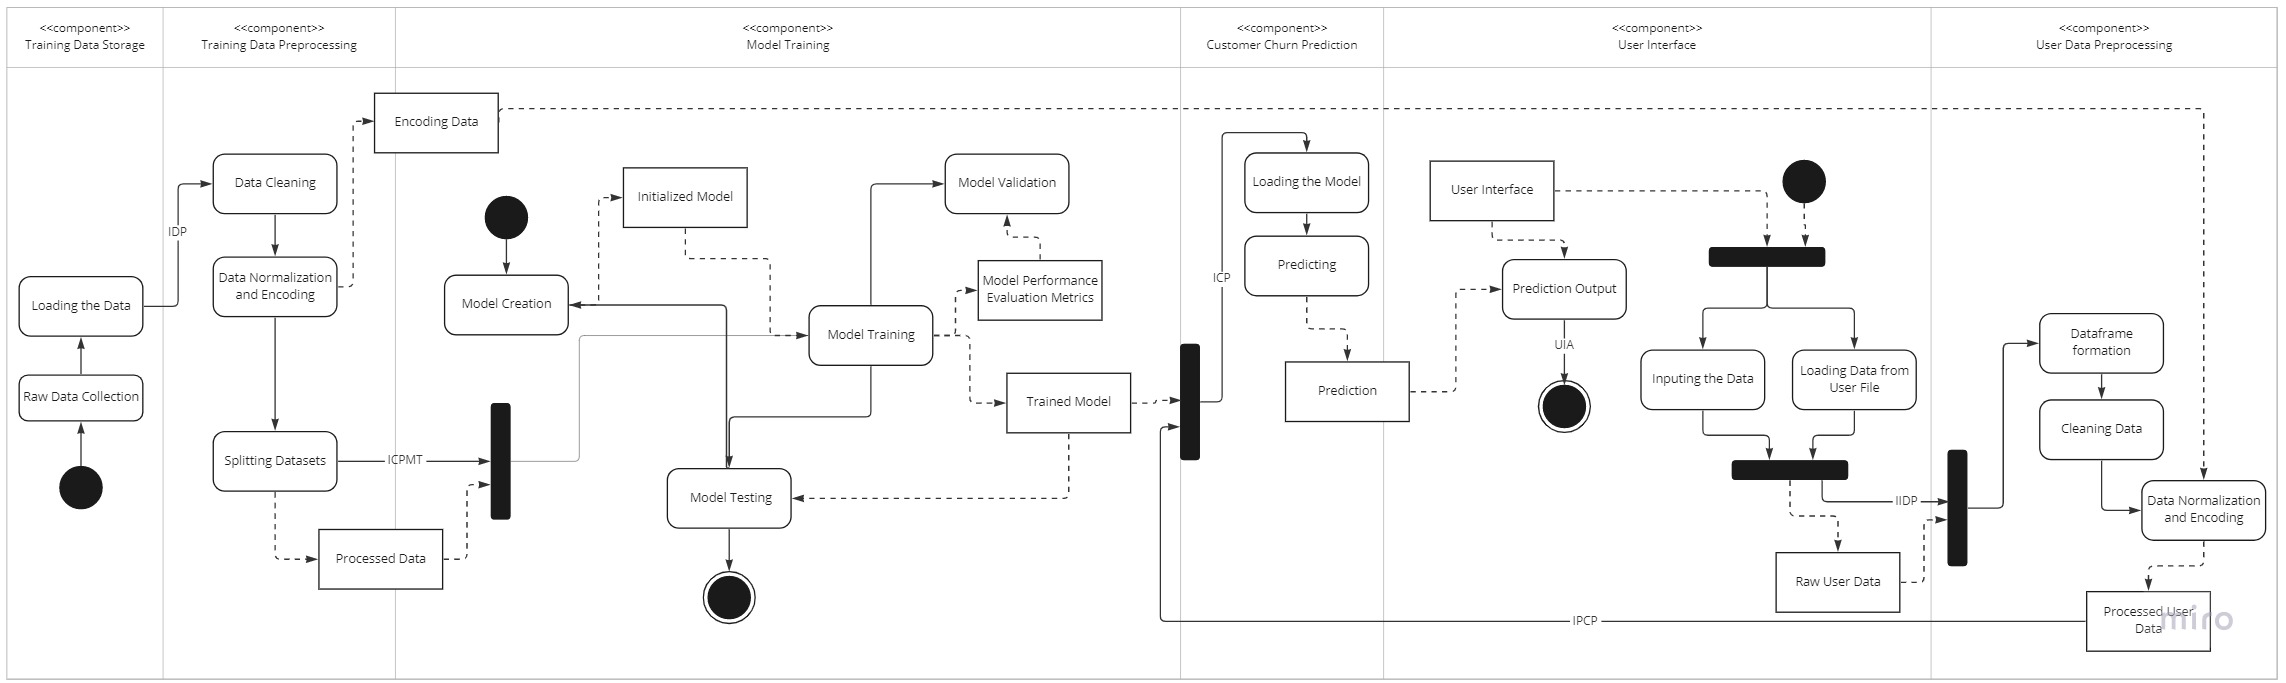 <<component>>
Training Data Storage
<<component>>
Training Data Preprocessing
<<component>>
Model Training
<<component>>
Customer Churn Prediction
<<component>>
User Interface
<<component>>
User Data Preprocessing
Loading the Data
Raw Data Collection
IDP
Data Cleaning
Data Normalization
and Encoding
Splitting Datasets
Processed Data
ICPMT
Encoding Data
Model Creation
Initialized Model
Model Training
Model Validation
Model Performance
Evaluation Metrics
Trained Model
Model Testing
ICP
Loading the Model
Predicting
Prediction
User Interface
Prediction Output
UIA
Inputing the Data
Loading Data from
User File
IIDP
Raw User Data
IPCP
Dataframe
formation
Cleaning Data
Data Normalization
and Encoding
Processed User
Data
miro